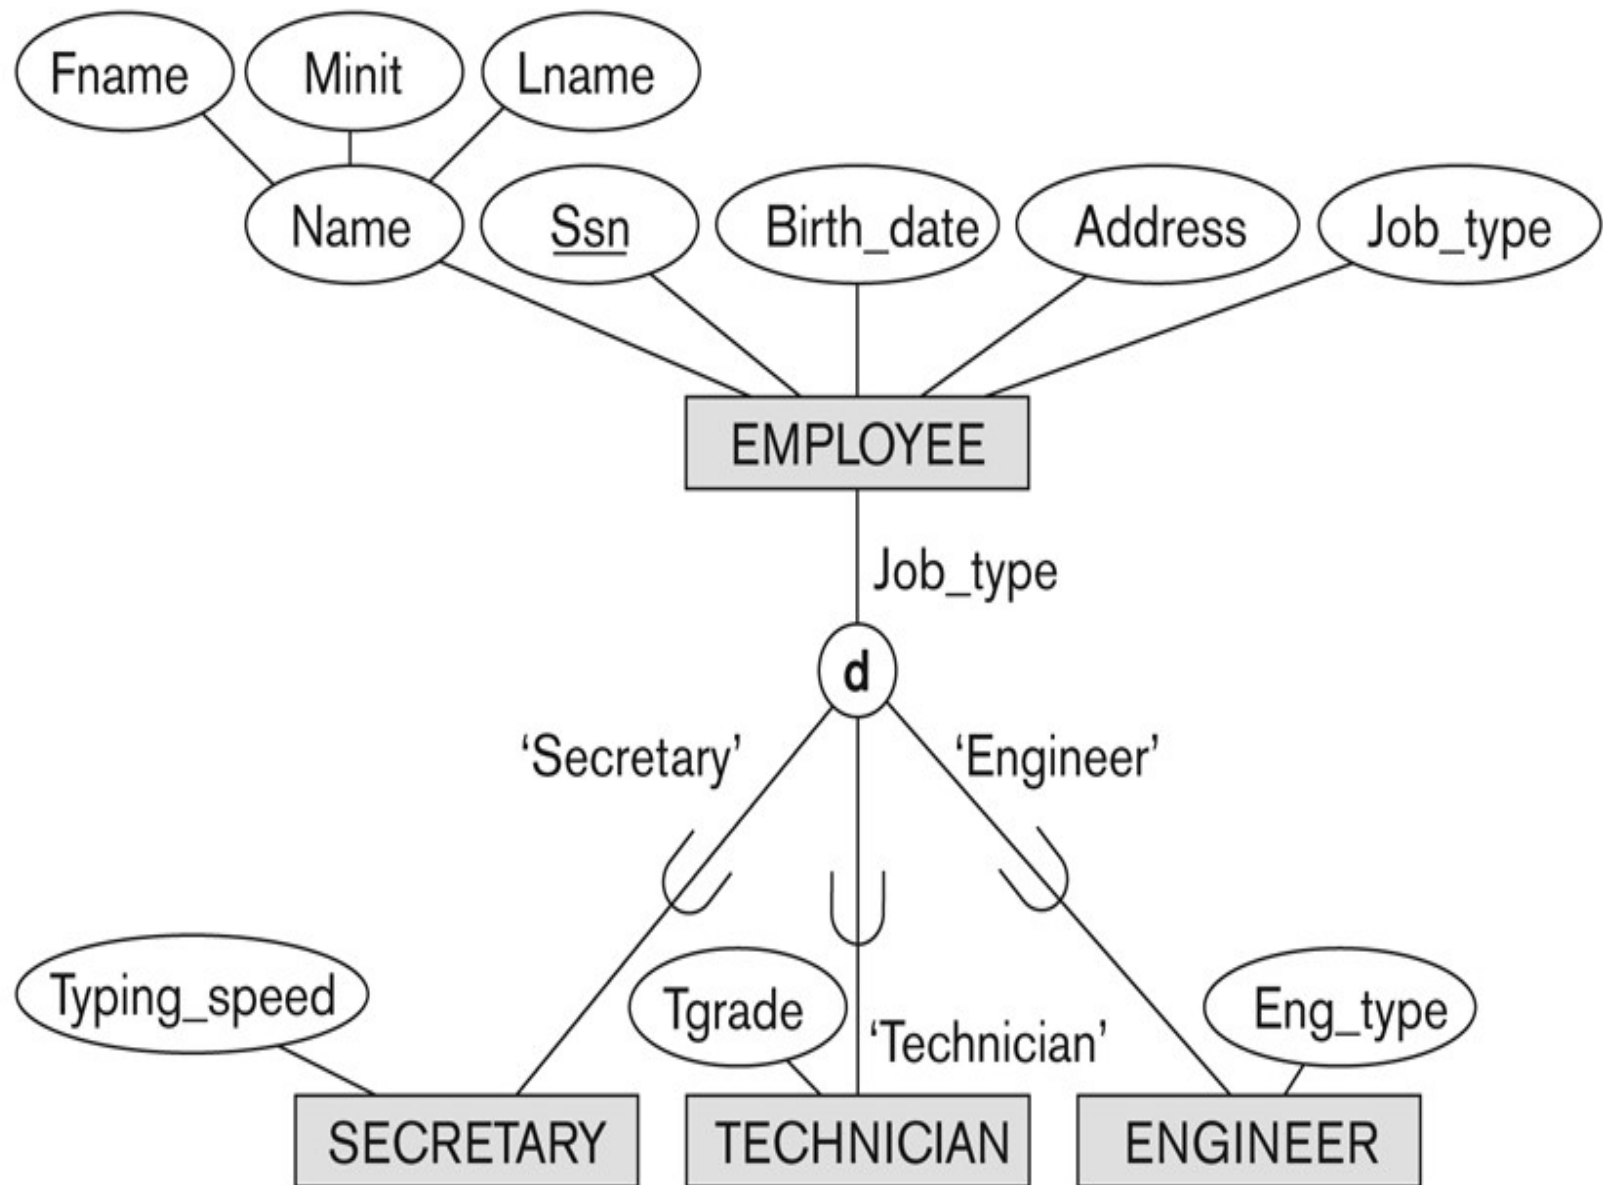 Fname Minit Lname
Name Ssn Birth_date Address Job_type
EMPLOYEE
Job_type
d
‘Secretary’ ‘Engineer’
Typing_speed Tgrade Eng_type
‘Technician’
SECRETARY TECHNICIAN ENGINEER